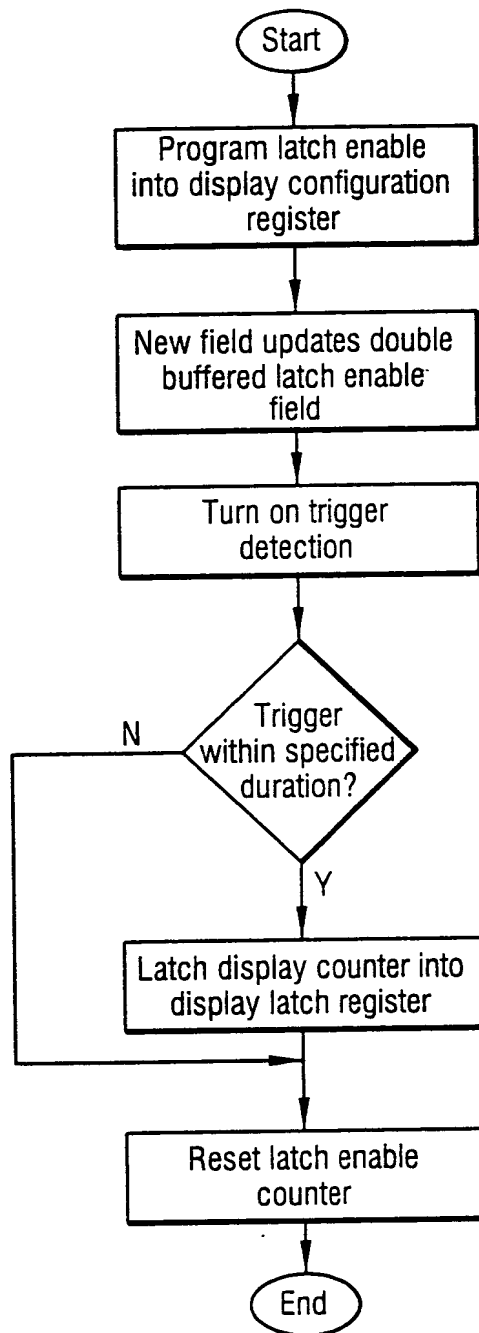 Start
Program latch enable
into display configuration
register
New field updates double
buffered latch enable
field
Turn on trigger
detection
Trigger
within specified
duration?
N
Y
Latch display counter into
display latch register
Reset latch enable
counter
End